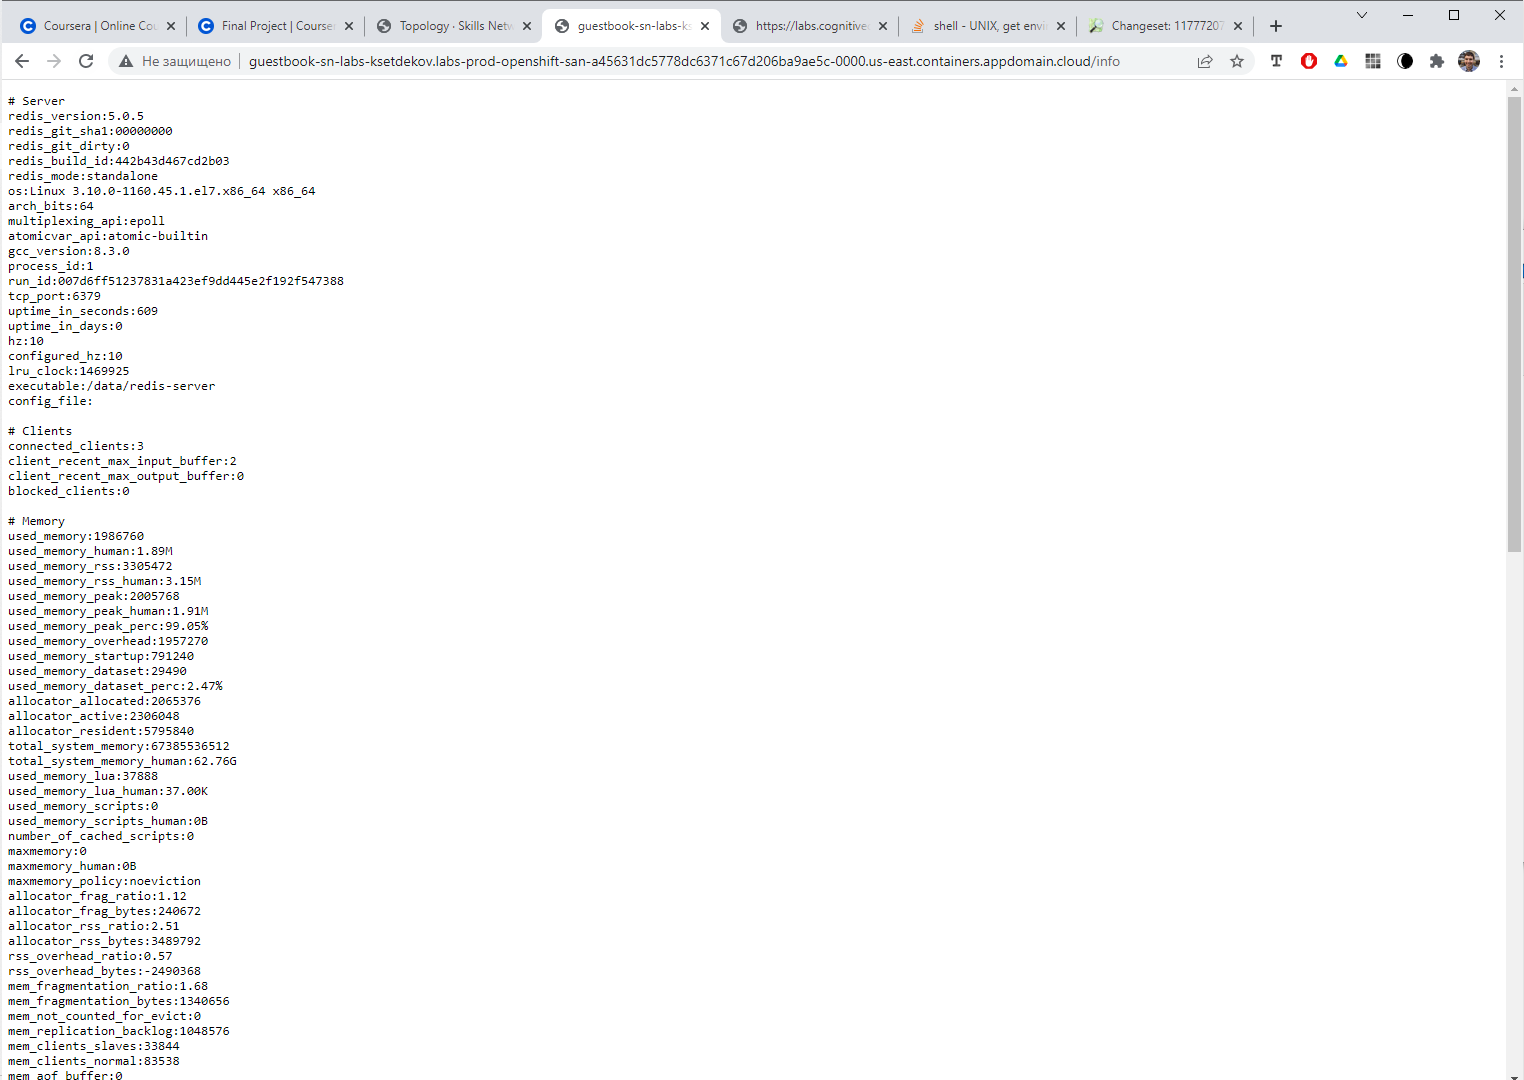 Coursera | Online Cou
Final Project | Courser
Topology · Skills Netw
guestbook-sn-labs-ks
https://labs.cognitivec
shell - UNIX, get envi
Changeset: 11777207
Не защищено
guestbook-sn-labs-ksetdekov.labs-prod-openshift-san-a45631dc5778dc6371c67d206ba9ae5c-0000.us-east.containers.appdomain.cloud/info
# Server
redis_version:5.0.5
redis_git_sha1:00000000
redis_git_dirty:0
redis_build_id:442b43d467cd2b03
redis_mode:standalone
os:Linux 3.10.0-1160.45.1.el7.x86_64 x86_64
arch_bits:64
multiplexing_api:epoll
atomicvar_api:atomic-builtin
gcc_version:8.3.0
process_id:1
run_id:007d6ff51237831a423ef9dd445e2f192f547388
tcp_port:6379
uptime_in_seconds:609
uptime_in_days:0
hz:10
configured_hz:10
lru_clock:1469925
executable:/data/redis-server
config_file:
# Clients
connected_clients:3
client_recent_max_input_buffer:2
client_recent_max_output_buffer:0
blocked_clients:0
# Memory
used_memory:1986760
used_memory_human:1.89M
used_memory_rss:3305472
used_memory_rss_human:3.15M
used_memory_peak:2005768
used_memory_peak_human:1.91M
used_memory_peak_perc:99.05%
used_memory_overhead:1957270
used_memory_startup:791240
used_memory_dataset:29490
used_memory_dataset_perc:2.47%
allocator_allocated:2065376
allocator_active:2306048
allocator_resident:5795840
total_system_memory:67385536512
total_system_memory_human:62.76G
used_memory_lua:37888
used_memory_lua_human:37.00K
used_memory_scripts:0
used_memory_scripts_human:0B
number_of_cached_scripts:0
maxmemory:0
maxmemory_human:0B
maxmemory_policy:noeviction
allocator_frag_ratio:1.12
allocator_frag_bytes:240672
allocator_rss_ratio:2.51
allocator_rss_bytes:3489792
rss_overhead_ratio:0.57
rss_overhead_bytes:-2490368
mem_fragmentation_ratio:1.68
mem_fragmentation_bytes:1340656
mem_not_counted_for_evict:0
mem_replication_backlog:1048576
mem_clients_slaves:33844
mem_clients_normal:83538
mem_aof_buffer:0